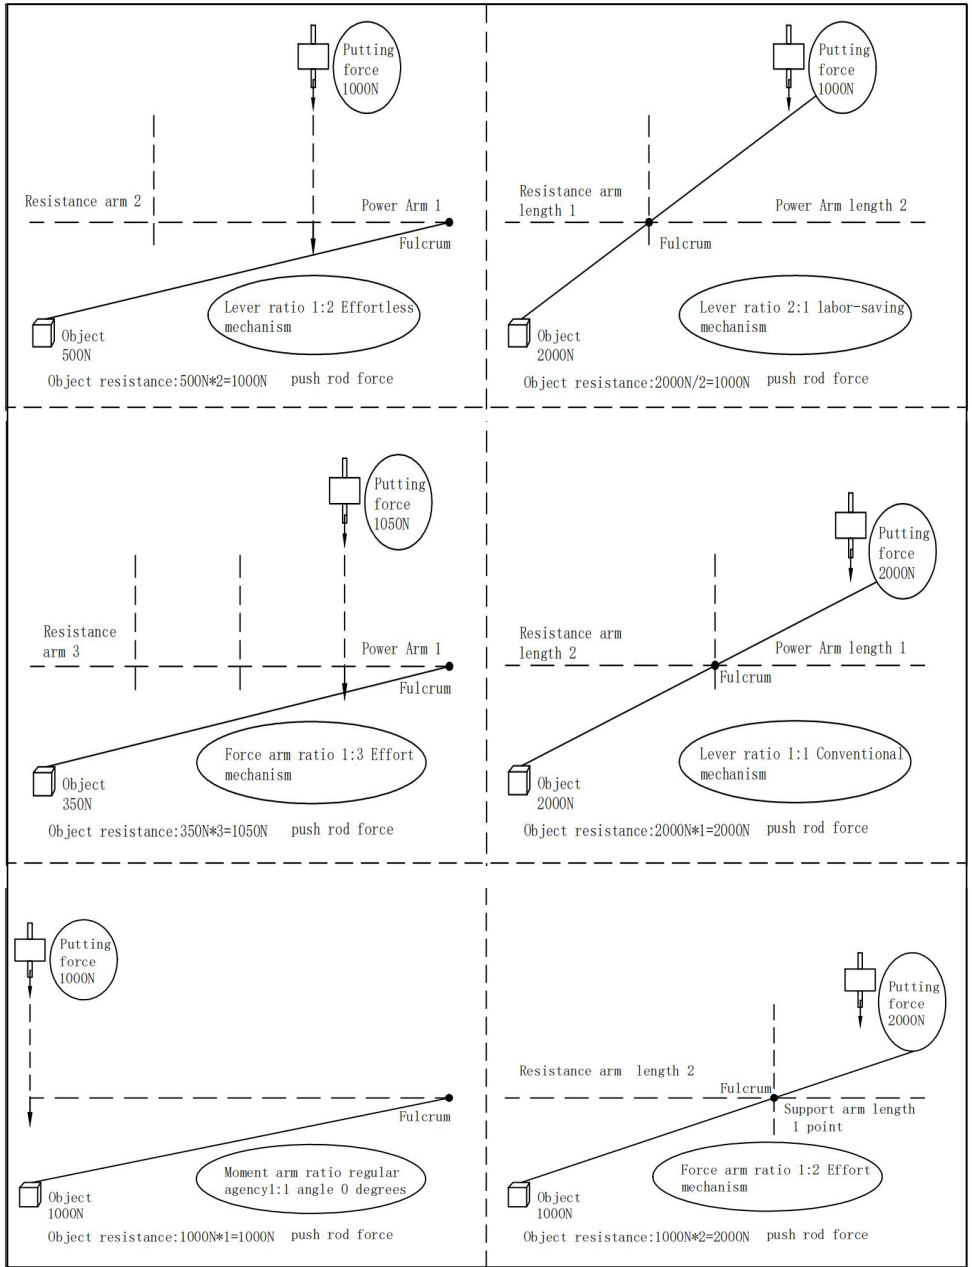 Putting
force
1000N
Resistance arm 2
Power Arm 1
Fulcrum
Lever ratio 1:2 Effortless
mechanism
Object
500N
Object resistance:500N*2=1000N push rod force
Putting
force
1000N
Resistance arm
length 1
Power Arm length 2
Fulcrum
Lever ratio 2:1 labor-saving
mechanism
Object
2000N
Object resistance:2000N/2=1000N push rod force
Putting
force
1050N
Resistance
arm 3
Power Arm 1
Fulcrum
Force arm ratio 1:3 Effort
mechanism
Object
350N
Object resistance:350N*3=1050N push rod force
Putting
force
2000N
Resistance arm
length 2
Power Arm length 1
Fulcrum
Lever ratio 1:1 Conventional
mechanism
Object
2000N
Object resistance:2000N*1=2000N push rod force
Putting
force
1000N
Fulcrum
Moment arm ratio regular
agency1:1 angle 0 degrees
Object
1000N
Object resistance:1000N*1=1000N push rod force
Putting
force
2000N
Resistance arm length 2
Fulcrum
Support arm length
1 point
Force arm ratio 1:2 Effort
mechanism
Object
1000N
Object resistance:1000N*2=2000N push rod force